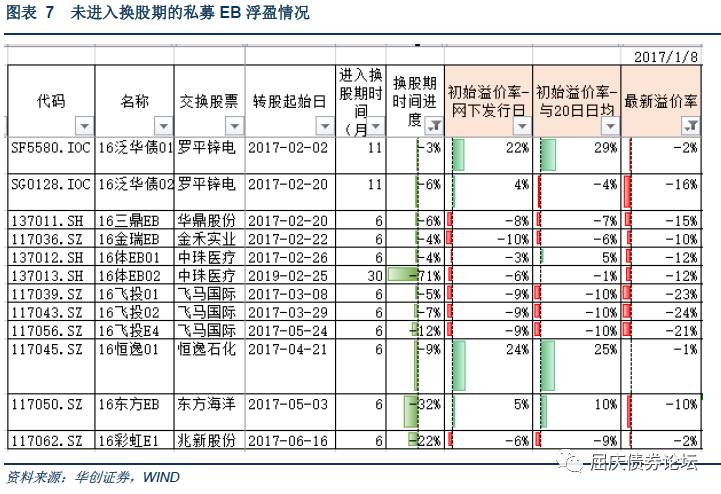 图表 7 未进入换股期的私募 EB 浮盈情况
2017/1/8
代码 名称 交换股票 转股起始日 进入换股期时间(月 换股期时间进度 初始溢价率-网下发行日 初始溢价率-与20日日均 最新溢价率
SF5580.IOC 16泛华债01 罗平锌电 2017-02-02 11 -3% 22% 29% -2%
SG0128.IOC 16泛华债02 罗平锌电 2017-02-20 11 -6% 4% -4% -16%
137011.SH 16三鼎EB 华鼎股份 2017-02-20 6 -6% -8% -7% -15%
117036.SZ 16金瑞EB 金禾实业 2017-02-22 6 -4% -10% -6% -10%
137012.SH 16体EB01 中珠医疗 2017-02-26 6 -4% -3% 5% -12%
137013.SH 16体EB02 中珠医疗 2019-02-25 30 -71% -6% -1% -12%
117039.SZ 16飞投01 飞马国际 2017-03-08 6 -5% -9% -10% -23%
117043.SZ 16飞投02 飞马国际 2017-03-29 6 -7% -9% -10% -24%
117056.SZ 16飞投E4 飞马国际 2017-05-24 6 -12% -9% -10% -21%
117045.SZ 16恒逸01 恒逸石化 2017-04-21 6 -9% 24% 25% -1%
117050.SZ 16东方EB 东方海洋 2017-05-03 6 -32% 5% 10% -10%
117062.SZ 16彩虹E1 兆新股份 2017-06-16 6 -22% -6% -9% -2%
资料来源：华创证券，WIND
屈庆债券论坛